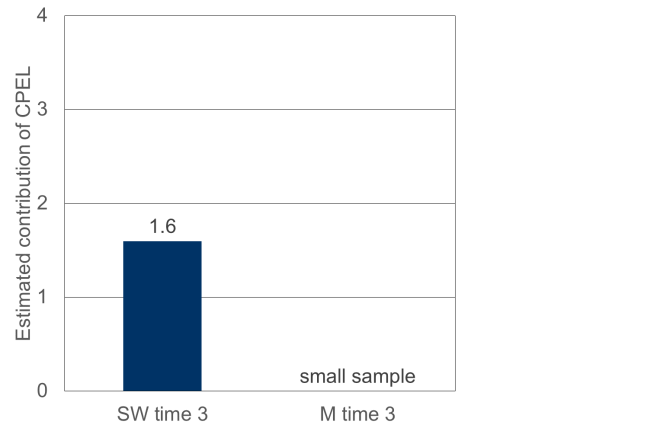 Estimated contribution of CPEL
4
3
2
1
0
1.6
small sample
SW time 3
M time 3